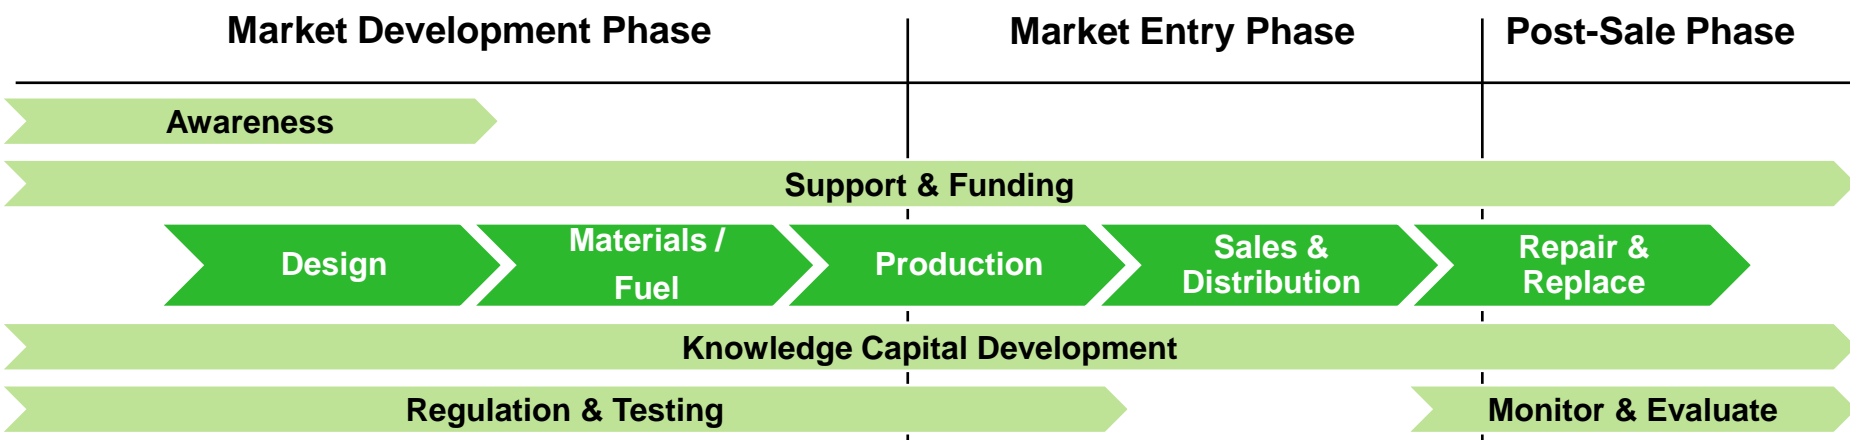 Market Development Phase
Market Entry Phase
Post-Sale Phase
Awareness
Support & Funding
Design
Materials /
Fuel
Production
Sales &
Distribution
Repair &
Replace
Knowledge Capital Development
Regulation & Testing
Monitor & Evaluate